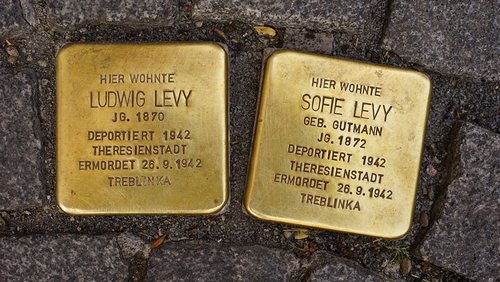 HIER WOHNTE
LUDWIG LEVY
JG. 1870
DEPORTIERT 1942
THERESIENSTADT
ERMORDET 26.9.1942
TREBLINKA
HIER WOHNTE
SOFIE LEVY
GEB. GUTMANN
JG. 1872
DEPORTIERT 1942
THERESIENSTADT
ERMORDET 26.9.1942
TREBLINKA